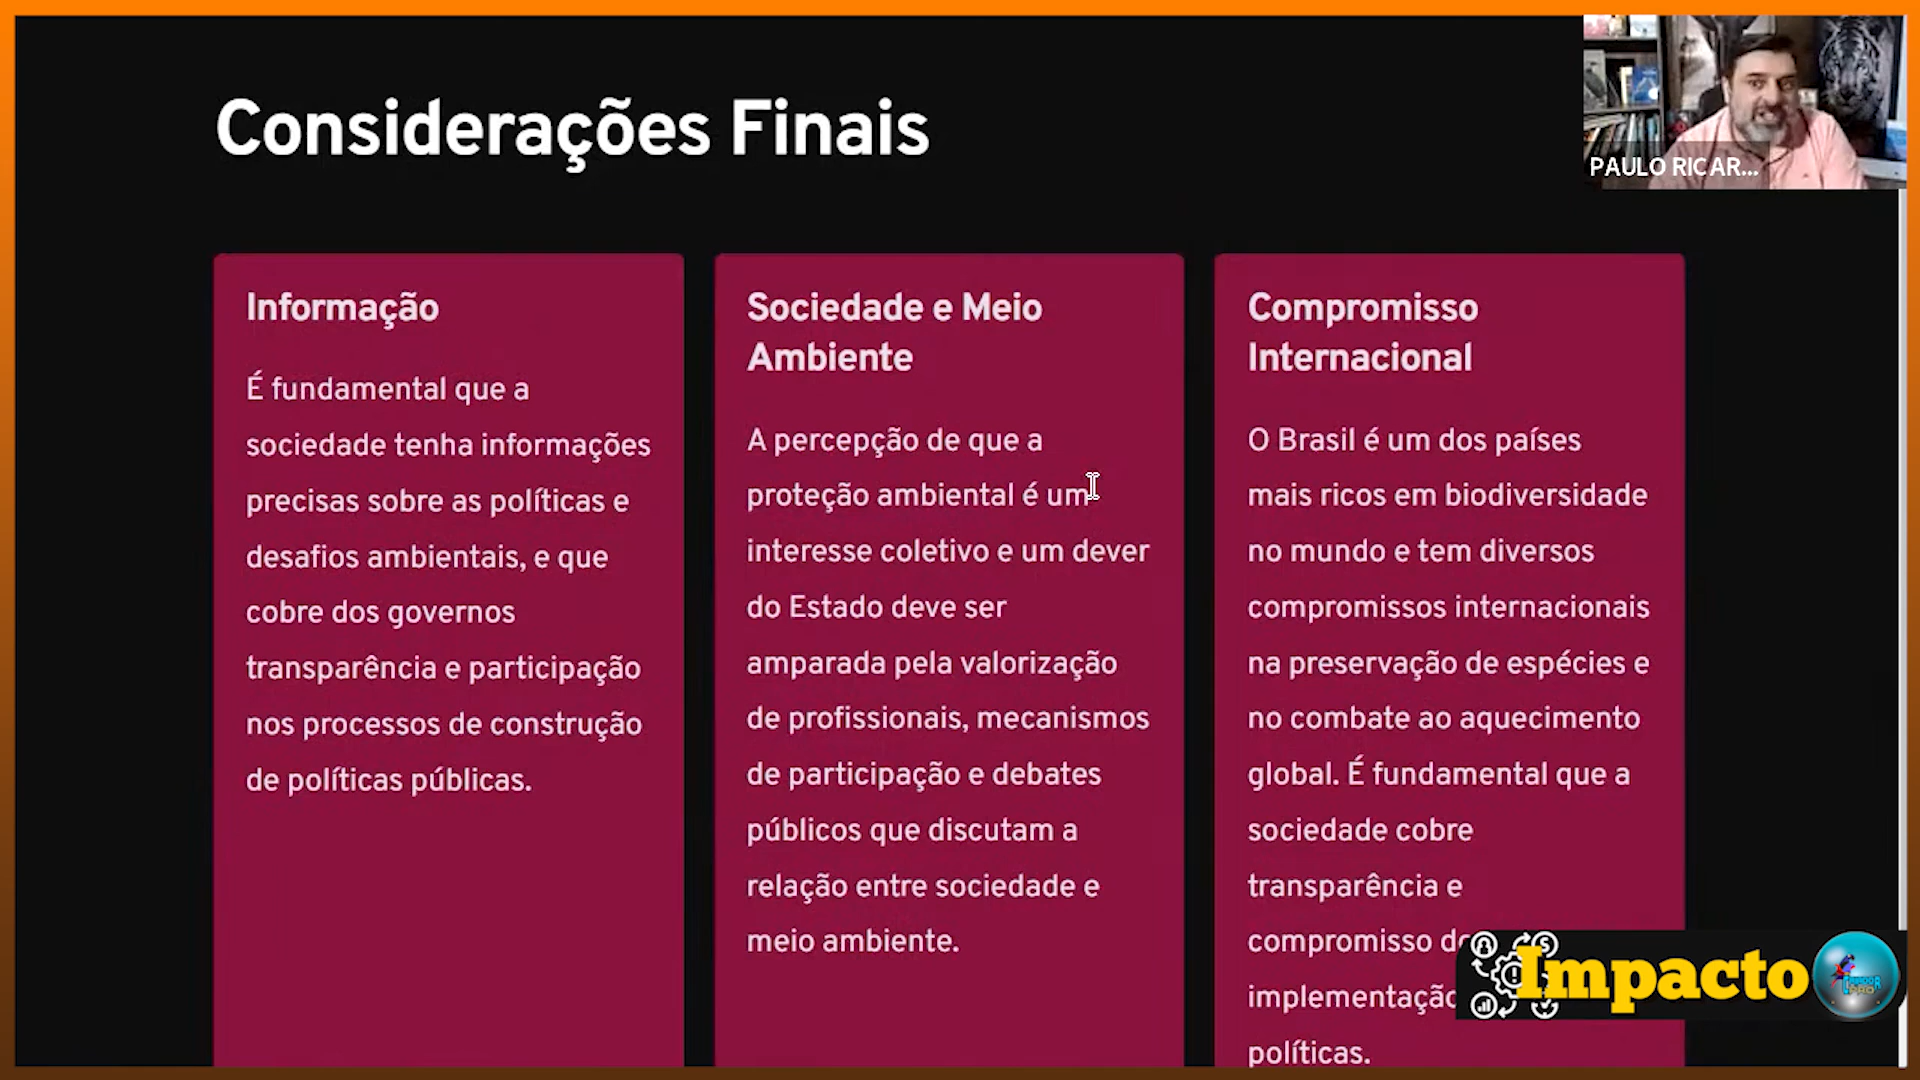 Considerações Finais
PAULO RICAR...
Informação
É fundamental que a
sociedade tenha informações
precisas sobre as políticas e
desafios ambientais, e que
cobre dos governos
transparência e participação
nos processos de construção
de políticas públicas.
Sociedade e Meio
Ambiente
A percepção de que a
proteção ambiental é um
interesse coletivo e um dever
do Estado deve ser
amparada pela valorização
de profissionais, mecanismos
de participação e debates
públicos que discutam a
relação entre sociedade e
meio ambiente.
Compromisso
Internacional
O Brasil é um dos países
mais ricos em biodiversidade
no mundo e tem diversos
compromissos internacionais
na preservação de espécies e
no combate ao aquecimento
global. É fundamental que a
sociedade cobre
transparência e
compromisso
políticas.
Impacto